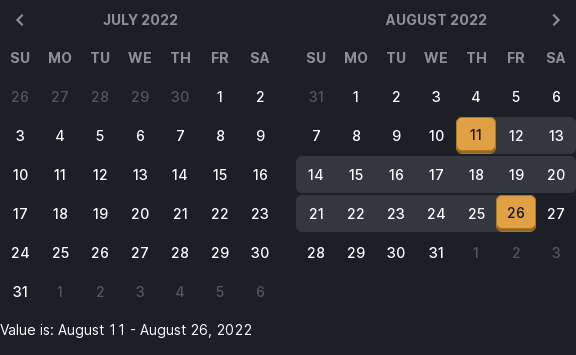 JULY 2022
SU MO TU WE TH FR SA
26 27 28 29 30 1 2
3 4 5 6 7 8 9
10 11 12 13 14 15 16
17 18 19 20 21 22 23
24 25 26 27 28 29 30
31 1 2 3 4 5 6
AUGUST 2022
SU MO TU WE TH FR SA
31 1 2 3 4 5 6
7 8 9 10 11 12 13
14 15 16 17 18 19 20
21 22 23 24 25 26 27
28 29 30 31 1 2 3
Value is: August 11 - August 26, 2022